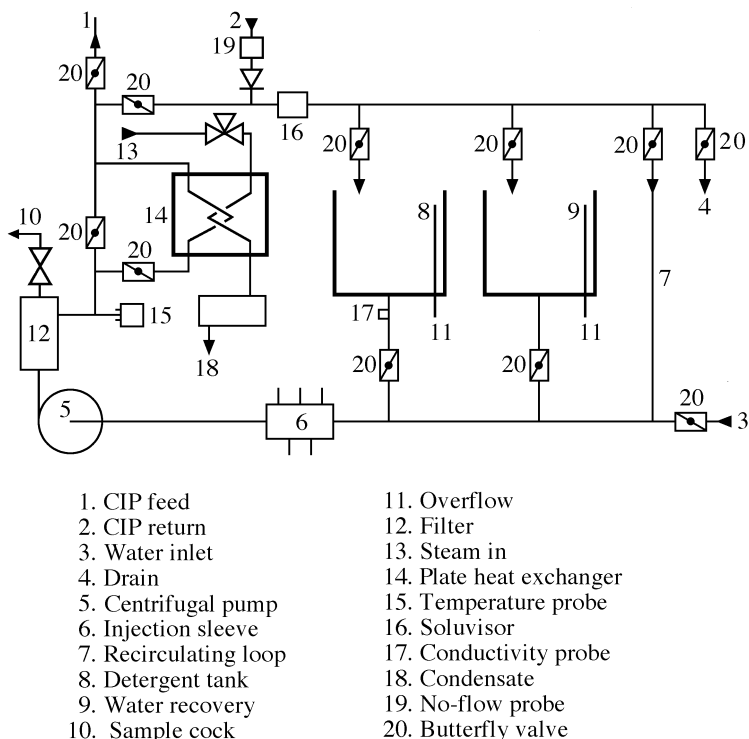 1
2
19
20
20
16
13
20
20
20
20
14
8
9
4
10
20
20
7
12
15
17
11
11
18
20
20
5
6
20
3
1. CIP feed
2. CIP return
3. Water inlet
4. Drain
5. Centrifugal pump
6. Injection sleeve
7. Recirculating loop
8. Detergent tank
9. Water recovery
10. Sample cock
11. Overflow
12. Filter
13. Steam in
14. Plate heat exchanger
15. Temperature probe
16. Soluvisor
17. Conductivity probe
18. Condensate
19. No-flow probe
20. Butterfly valve